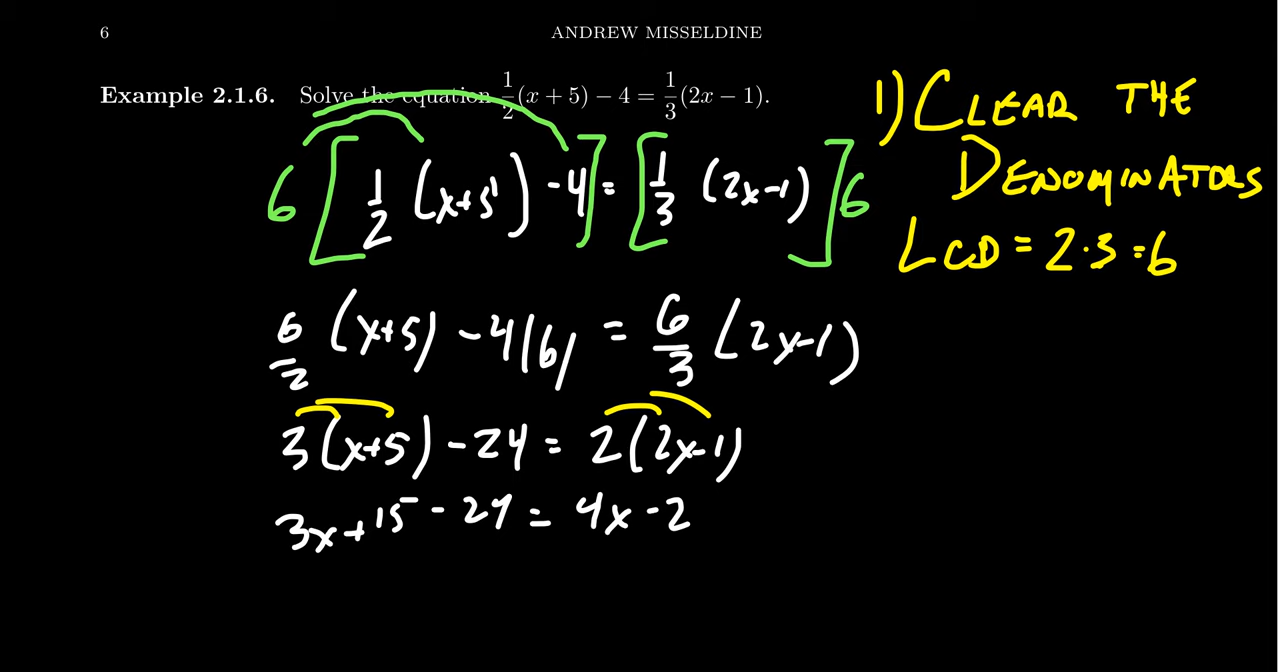 6 ANDREW MISSELDINE
Example 2.1.6. Solve the equation 1/2(x + 5) − 4 = 1/3(2x − 1).
1) CLEAR THE
DENOMINATORS
LCD = 2·3 = 6
6[1/2 (x+5) - 4] = [1/3 (2x-1)]6
6/2 (x+5) - 4(6) = 6/3 (2x-1)
3(x+5) - 24 = 2(2x-1)
3x + 15 - 24 = 4x - 2